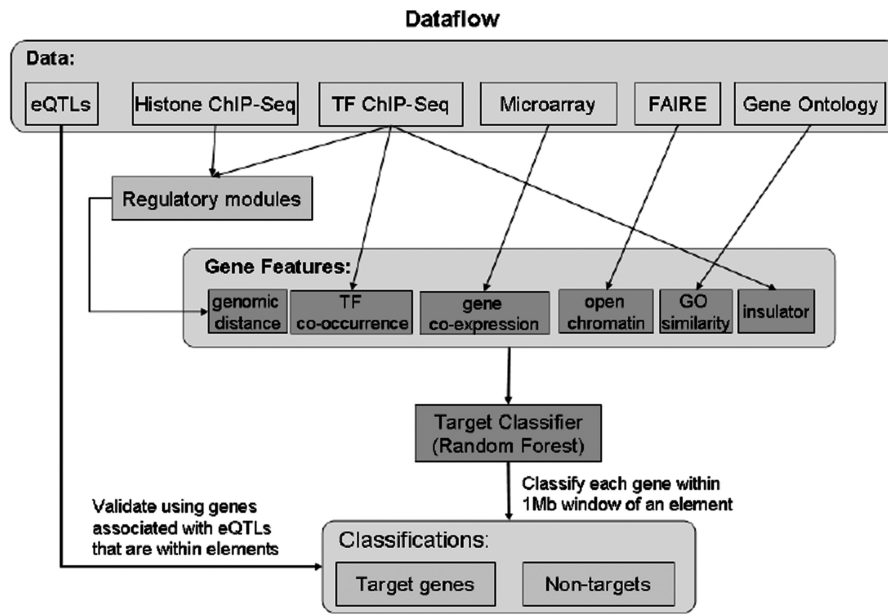 Dataflow
Data:
eQTLs
Histone ChIP-Seq
TF ChIP-Seq
Microarray
FAIRE
Gene Ontology
Regulatory modules
Gene Features:
genomic
distance
TF
co-occurrence
gene
co-expression
open
chromatin
GO
similarity
insulator
Target Classifier
(Random Forest)
Classify each gene within
1Mb window of an element
Validate using genes
associated with eQTLs
that are within elements
Classifications:
Target genes
Non-targets